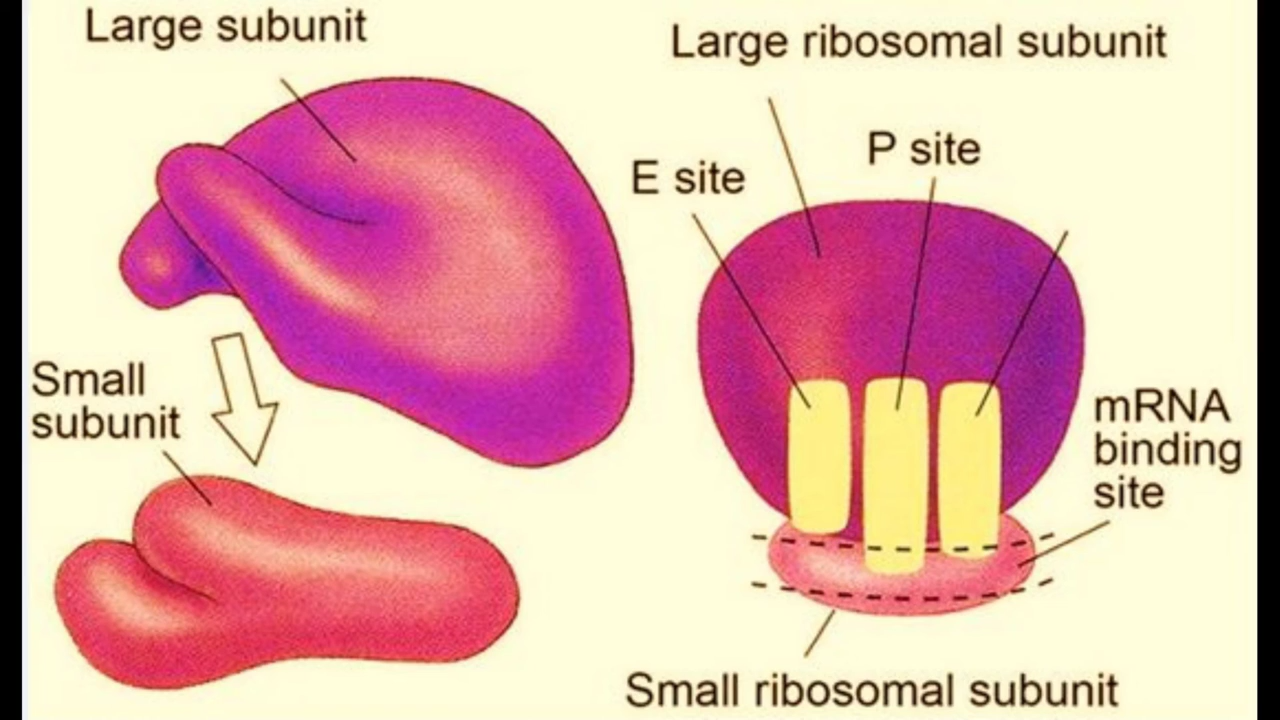 Large subunit
Small
subunit
Large ribosomal subunit
P site
E site
mRNA
binding
site
Small ribosomal subunit